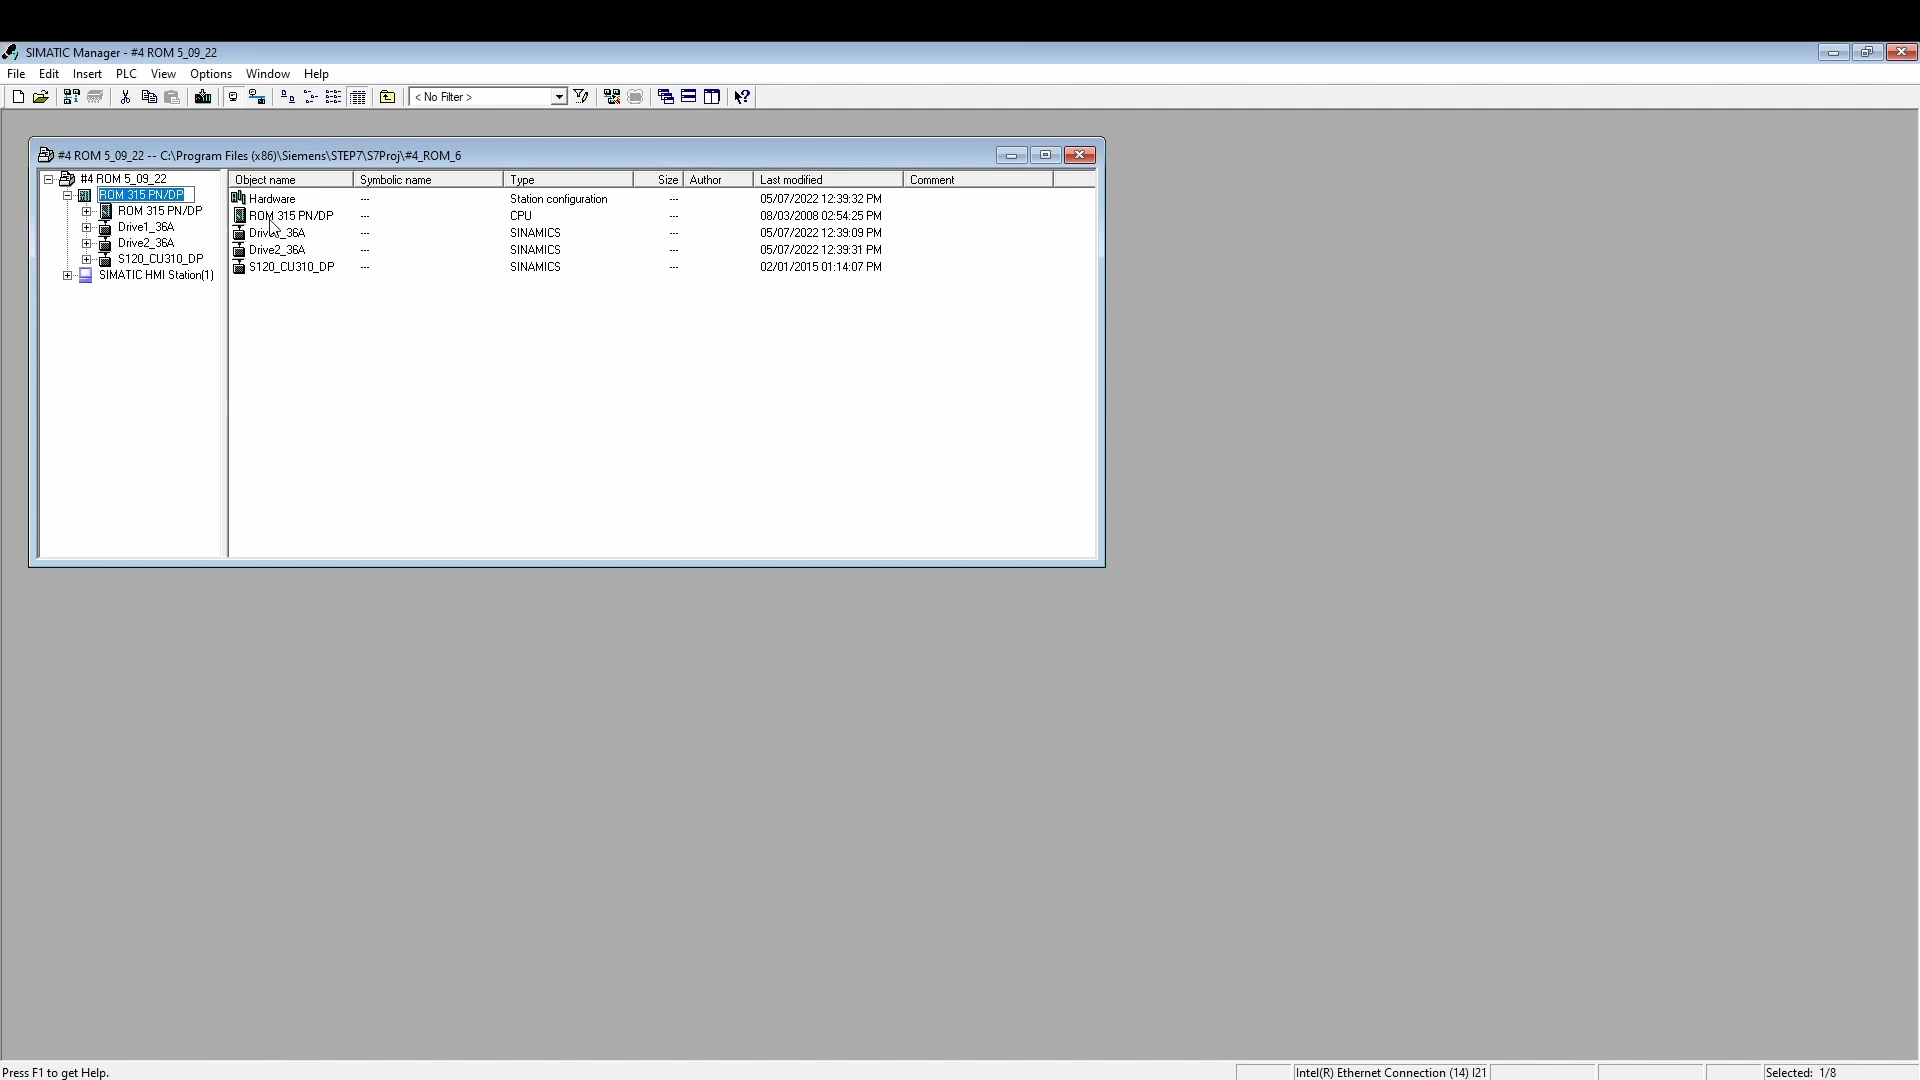 SIMATIC Manager - #4 ROM 5_09_22
File Edit Insert PLC View Options Window Help
< No Filter >
#4 ROM 5_09_22 -- C:\Program Files (x86)\Siemens\STEP7\S7Proj\#4_ROM_6
#4 ROM 5_09_22
ROM 315 PN/DP
ROM 315 PN/DP
Drive1_36A
Drive2_36A
S120_CU310_DP
SIMATIC HMI Station(1)
Object name Symbolic name Type Size Author Last modified Comment
Hardware --- Station configuration --- 05/07/2022 12:39:32 PM
ROM 315 PN/DP --- CPU --- 08/03/2008 02:54:25 PM
Drive1_36A --- SINAMICS --- 05/07/2022 12:39:09 PM
Drive2_36A --- SINAMICS --- 05/07/2022 12:39:31 PM
S120_CU310_DP --- SINAMICS --- 02/01/2015 01:14:07 PM
Press F1 to get Help. Intel(R) Ethernet Connection (14) I21 Selected: 1/8